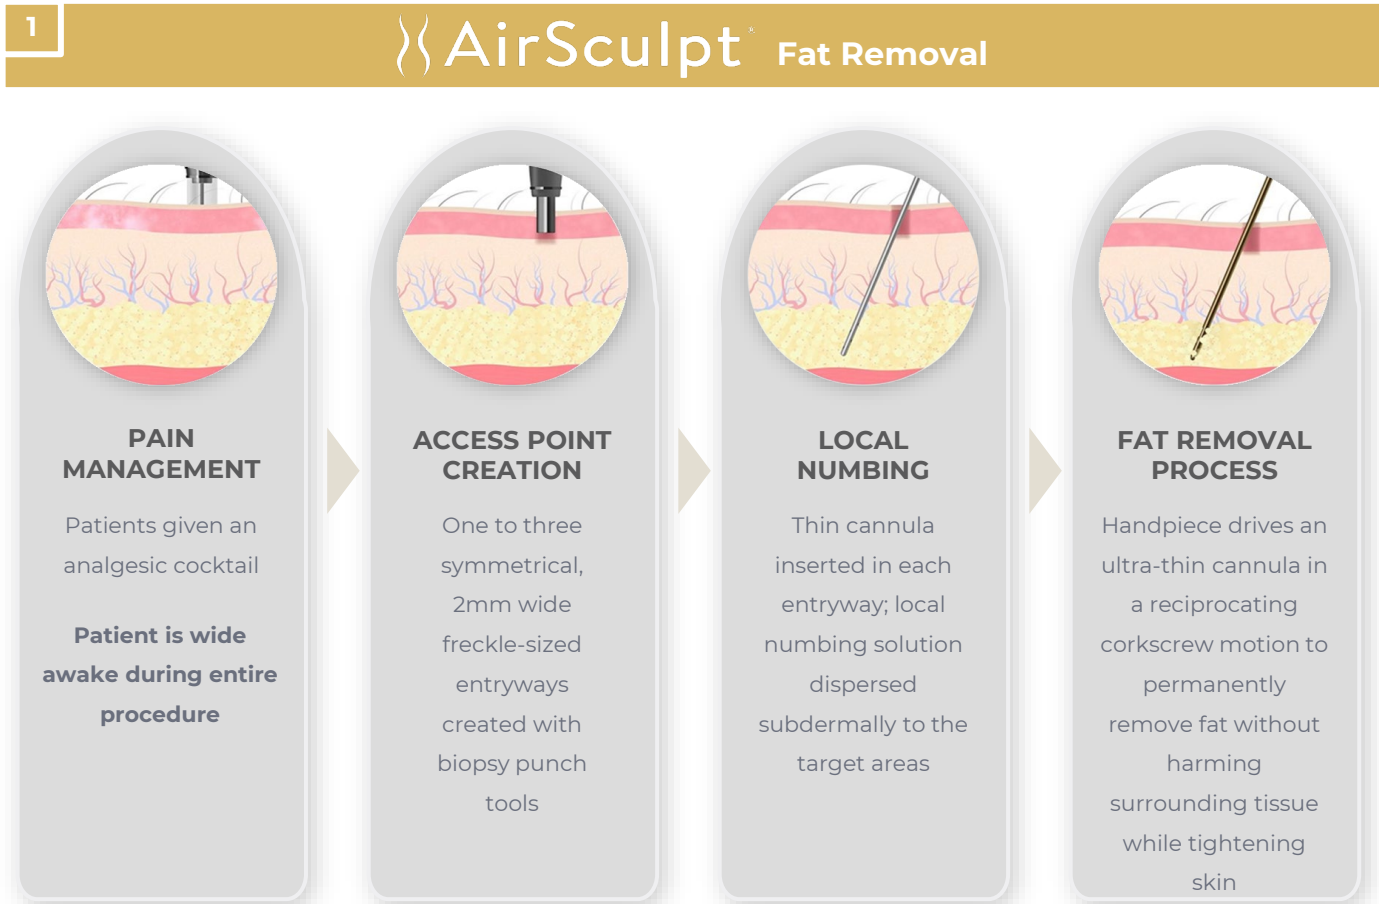 1
AirSculpt® Fat Removal
PAIN
MANAGEMENT
Patients given an
analgesic cocktail
Patient is wide
awake during entire
procedure
ACCESS POINT
CREATION
One to three
symmetrical,
2mm wide
freckle-sized
entryways
created with
biopsy punch
tools
LOCAL
NUMBING
Thin cannula
inserted in each
entryway; local
numbing solution
dispersed
subdermally to the
target areas
FAT REMOVAL
PROCESS
Handpiece drives an
ultra-thin cannula in
a reciprocating
corkscrew motion to
permanently
remove fat without
harming
surrounding tissue
while tightening
skin